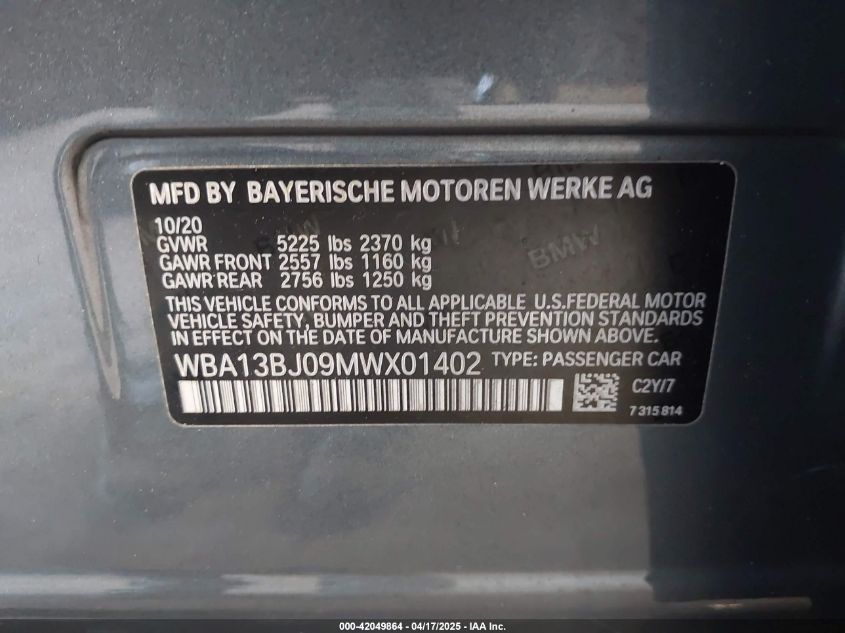 MFD BY BAYERISCHE MOTOREN WERKE AG
10/20
GVWR 5225 lbs 2370 kg
GAWR FRONT 2557 lbs 1160 kg
GAWR REAR 2756 lbs 1250 kg
BMW
THIS VEHICLE CONFORMS TO ALL APPLICABLE U.S.FEDERAL MOTOR
VEHICLE SAFETY, BUMPER AND THEFT PREVENTION STANDARDS
IN EFFECT ON THE DATE OF MANUFACTURE SHOWN ABOVE.
WBA13BJ09MWX01402 TYPE: PASSENGER CAR
C2Y/7
7 315 814
000-42049864 - 04/17/2025 - IAA Inc.